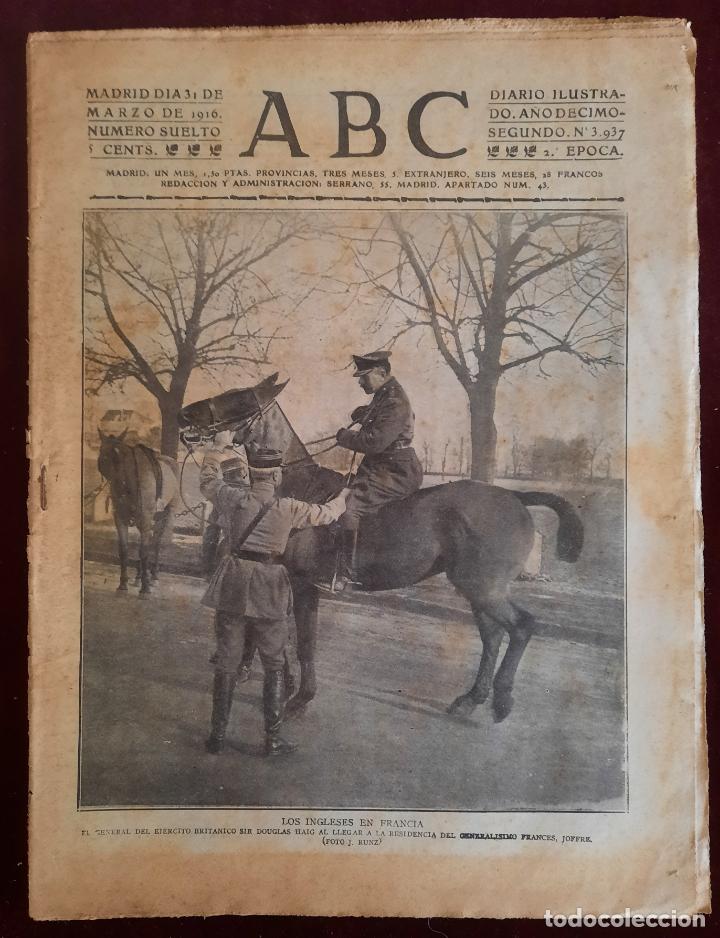 MADRID DIA 31 DE
MARZO DE 1916.
NUMERO SUELTO
5 CENTS.
ABC
DIARIO ILUSTRA-
DO. AÑO DECIMO-
SEGUNDO. Nº 3.937
2.ª EPOCA.
MADRID: UN MES, 1,50 PTAS. PROVINCIAS, TRES MESES, 5. EXTRANJERO, SEIS MESES, 28 FRANCOS
REDACCION Y ADMINISTRACION: SERRANO, 55, MADRID. APARTADO NUM. 43.
LOS INGLESES EN FRANCIA
EL GENERAL DEL EJERCITO BRITANICO SIR DOUGLAS HAIG AL LLEGAR A LA RESIDENCIA DEL GENERALISIMO FRANCES, JOFFRE.
(FOTO J. RUNZ)
todocoleccion.net